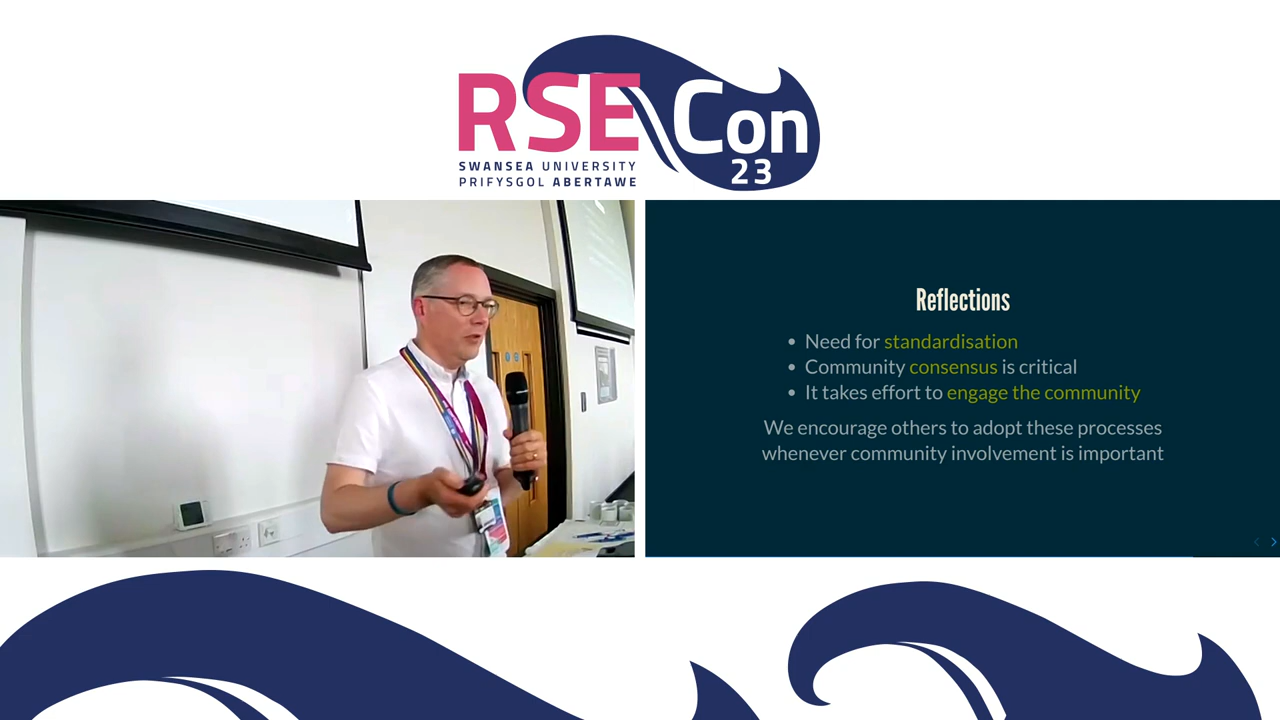 RSE Con
23
SWANSEA UNIVERSITY
PRIFYSGOL ABERTAWE
Reflections
• Need for standardisation
• Community consensus is critical
• It takes effort to engage the community
We encourage others to adopt these processes
whenever community involvement is important